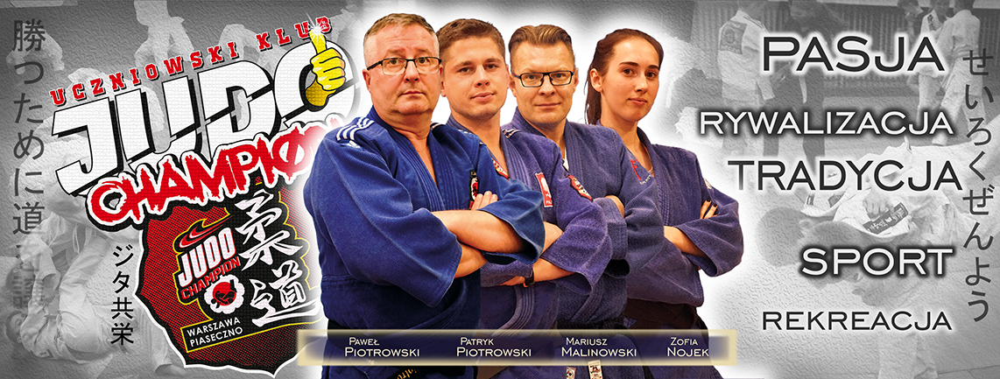 勝つために道
UCZNIOWSKI KLUB
JUDO
CHAMPION
柔道
JUDO
CHAMPION
WARSZAWA
PIASECZNO
ジタ共栄
PAWEŁ PIOTROWSKI
PATRYK PIOTROWSKI
MARIUSZ MALINOWSKI
ZOFIA NOJEK
PASJA
RYWALIZACJA
TRADYCJA
SPORT
REKREACJA
せいろくぜんよう